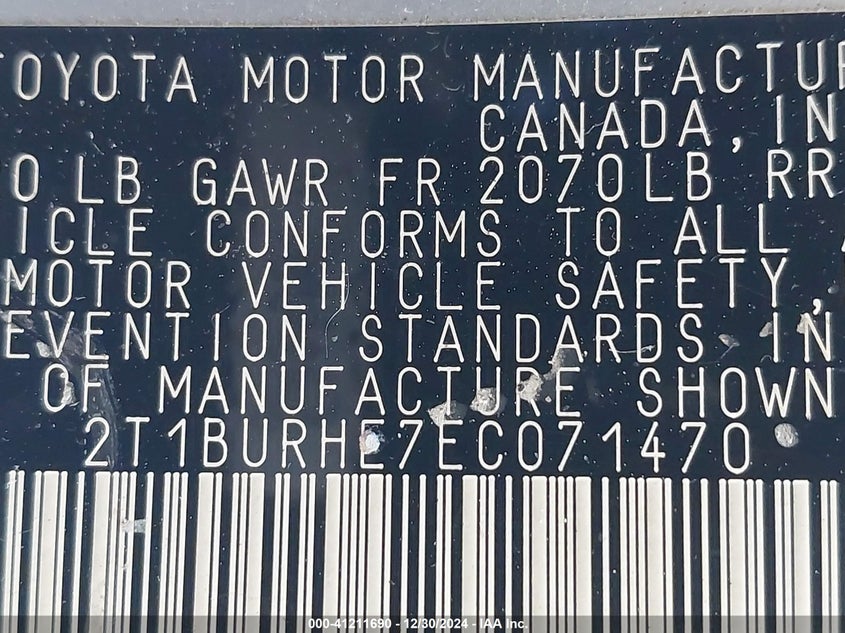 TOYOTA MOTOR MANUFACTUR
CANADA, IN
0 LB GAWR FR 2070LB RR
ICLE CONFORMS TO ALL
MOTOR VEHICLE SAFETY,
EVENTION STANDARDS IN
OF MANUFACTURE SHOWN
2T1BURHE7EC071470
000-41211690 - 12/30/2024 - IAA Inc.